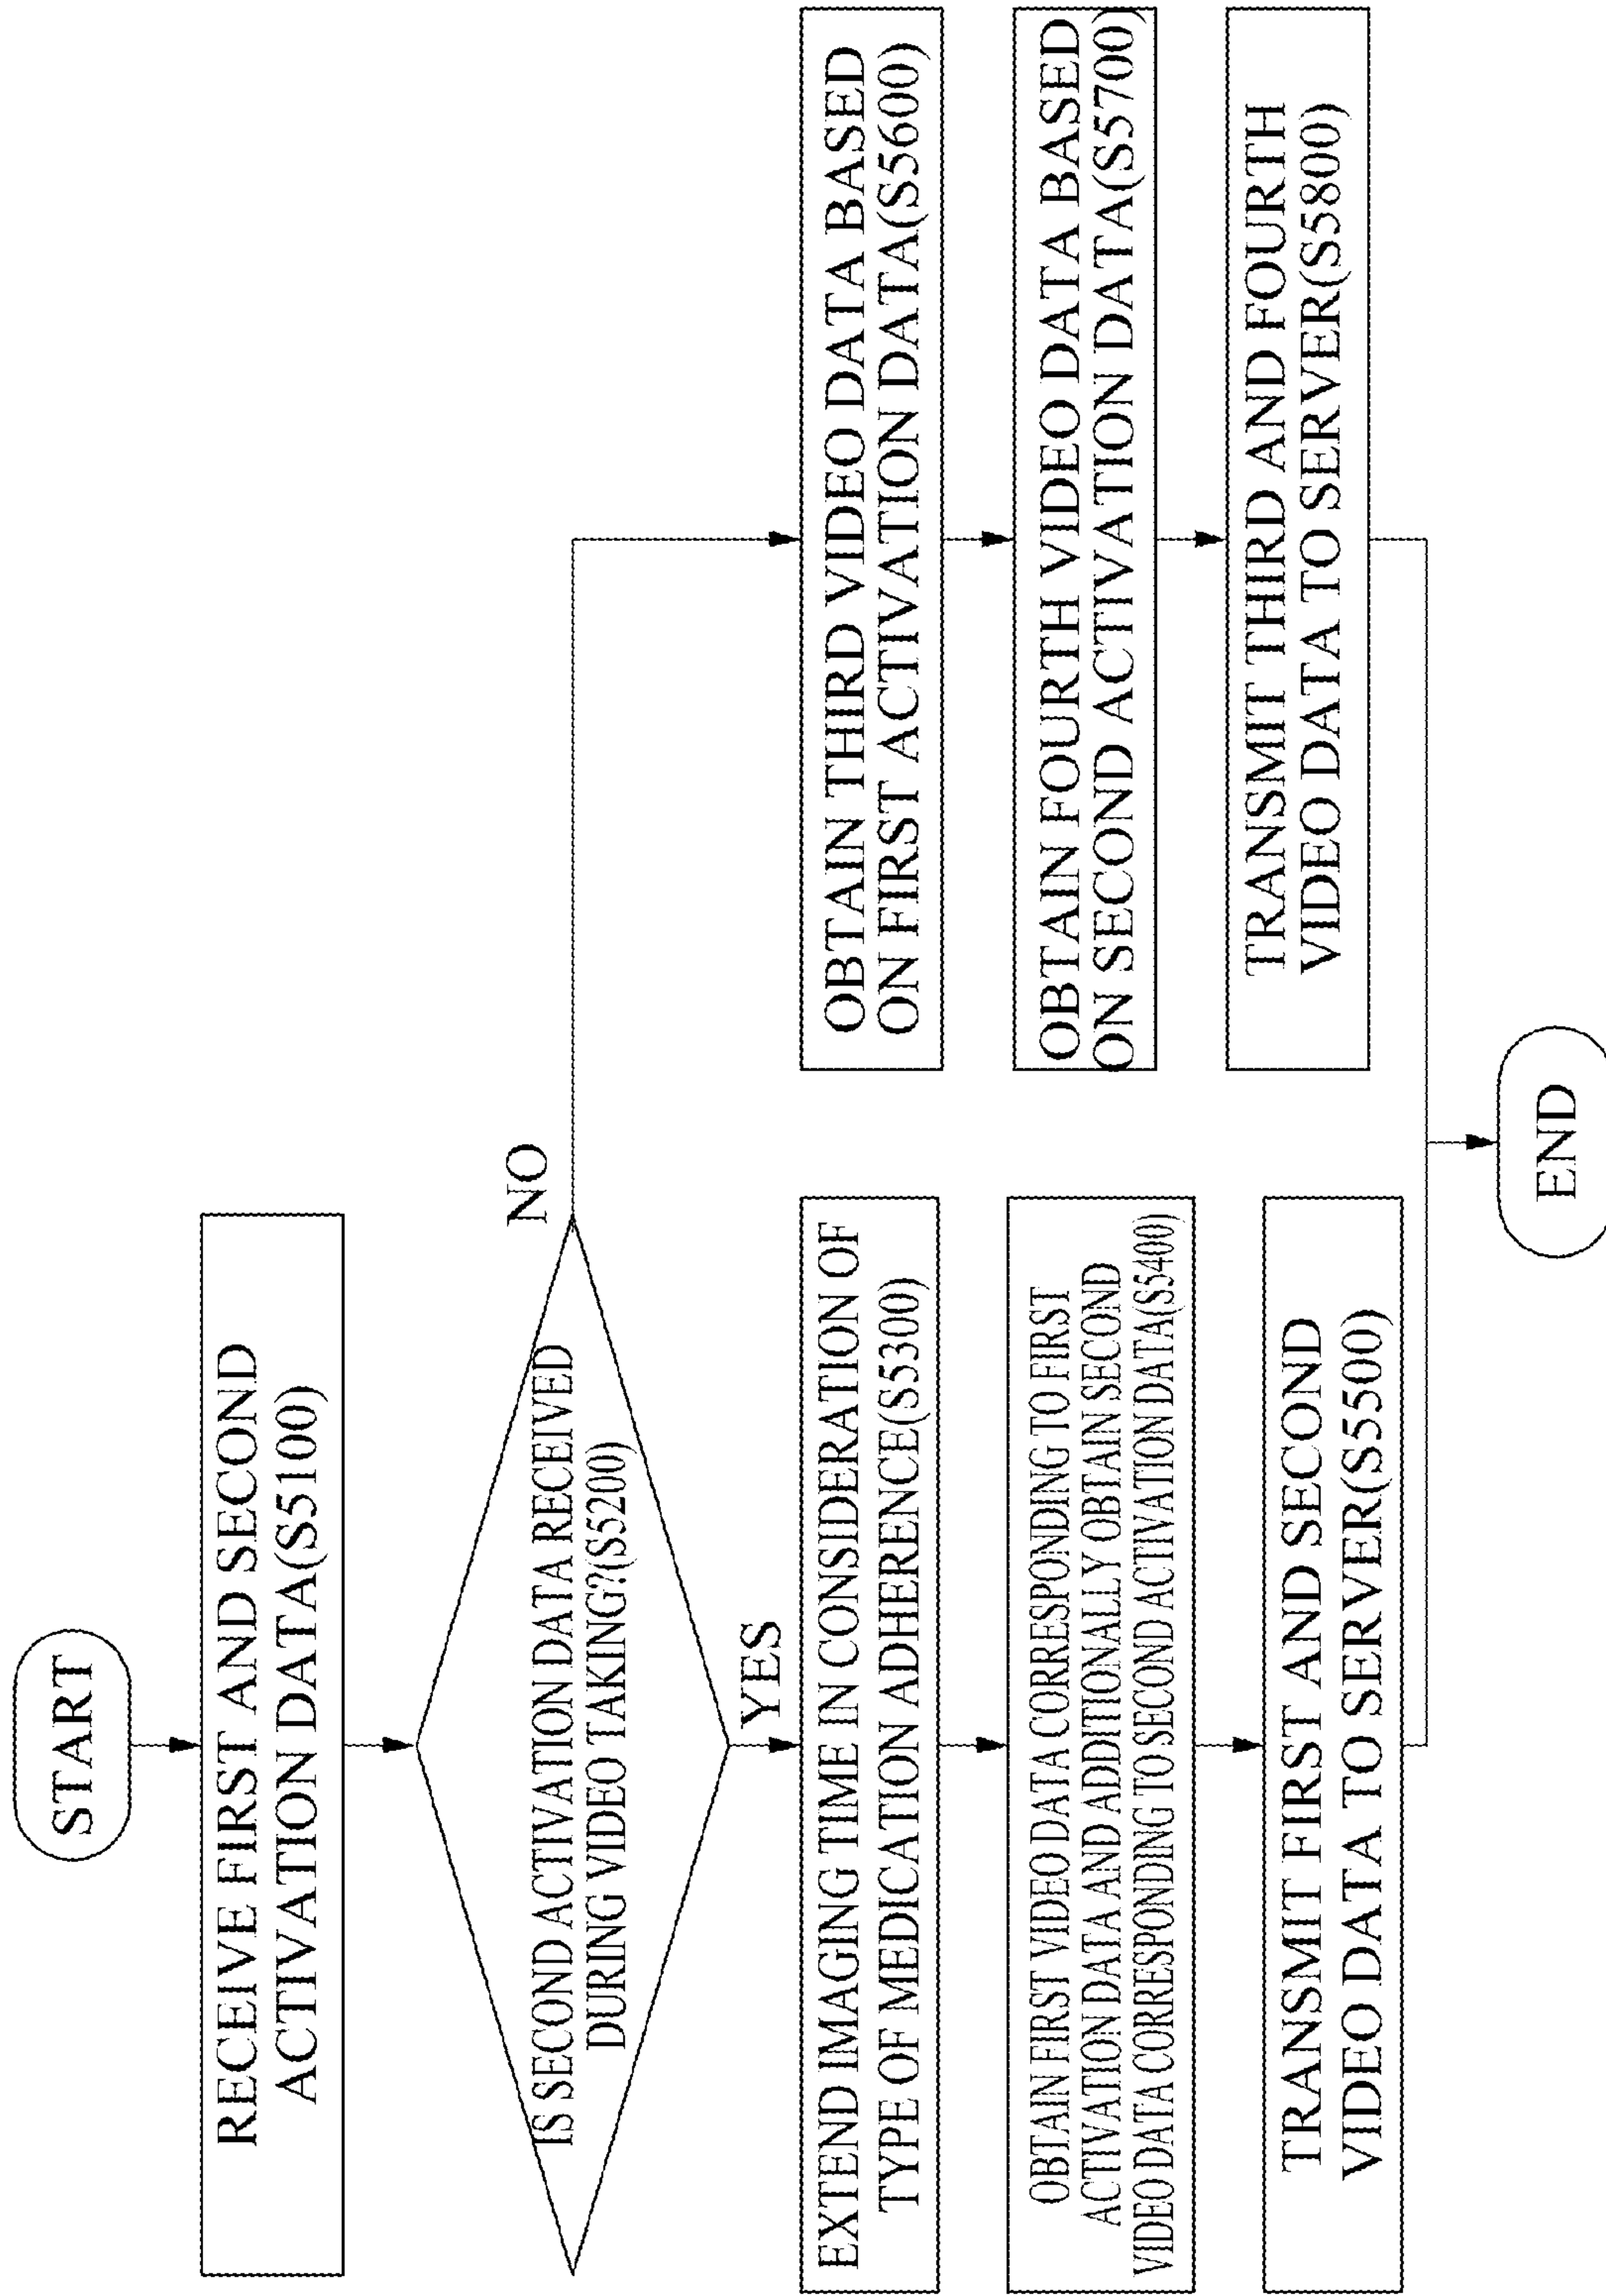 START
RECEIVE FIRST AND SECOND
ACTIVATION DATA(S5100)
IS SECOND ACTIVATION DATA RECEIVED
DURING VIDEO TAKING?(S5200)
NO
YES
EXTEND IMAGING TIME IN CONSIDERATION OF
TYPE OF MEDICATION ADHERENCE(S5300)
OBTAIN FIRST VIDEO DATA CORRESPONDING TO FIRST
ACTIVATION DATA AND ADDITIONALLY OBTAIN SECOND
VIDEO DATA CORRESPONDING TO SECOND ACTIVATION DATA(S5400)
TRANSMIT FIRST AND SECOND
VIDEO DATA TO SERVER(S5500)
OBTAIN THIRD VIDEO DATA BASED
ON FIRST ACTIVATION DATA(S5600)
OBTAIN FOURTH VIDEO DATA BASED
ON SECOND ACTIVATION DATA(S5700)
TRANSMIT THIRD AND FOURTH
VIDEO DATA TO SERVER(S5800)
END